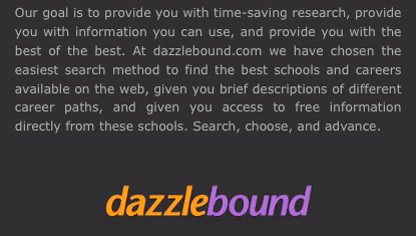 Our goal is to provide you with time-saving research, provide
you with information you can use, and provide you with the
best of the best. At dazzlebound.com we have chosen the
easiest search method to find the best schools and careers
available on the web, given you brief descriptions of different
career paths, and given you access to free information
directly from these schools. Search, choose, and advance.
dazzlebound